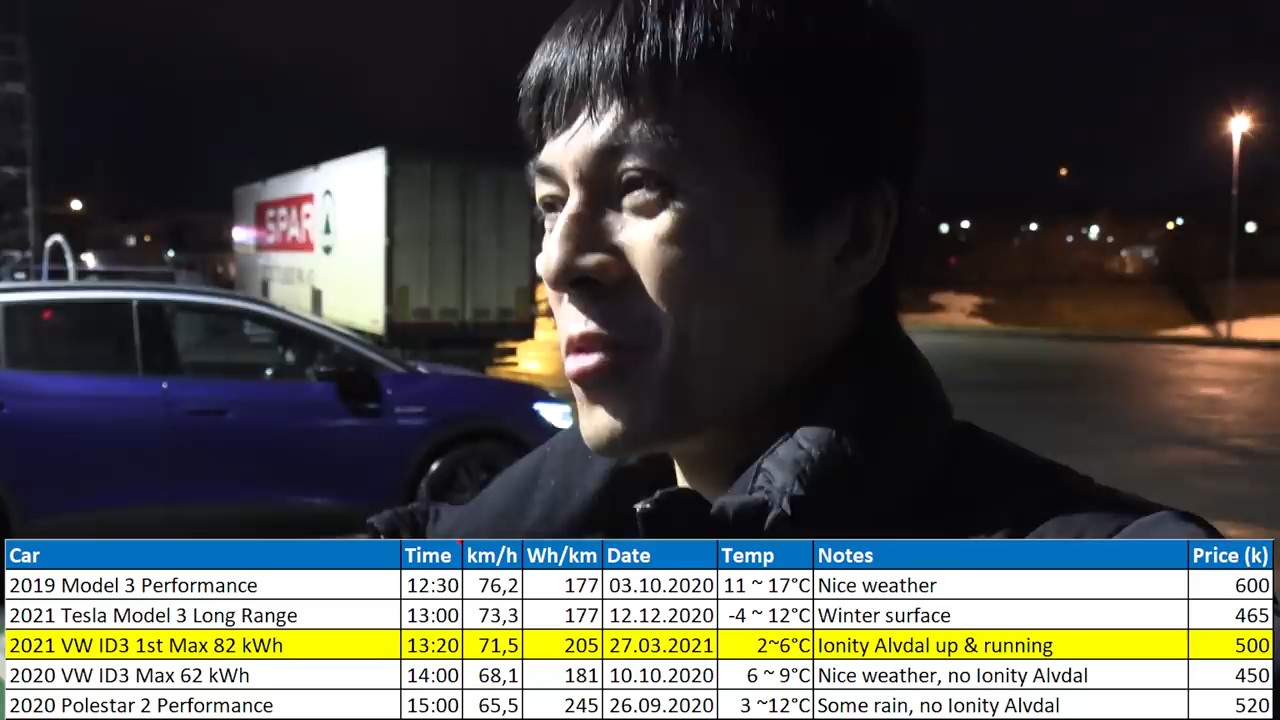 SPAR
Car Time km/h Wh/km Date Temp Notes Price (k)
2019 Model 3 Performance 12:30 76,2 177 03.10.2020 11 ~ 17°C Nice weather 600
2021 Tesla Model 3 Long Range 13:00 73,3 177 12.12.2020 -4 ~ 12°C Winter surface 465
2021 VW ID3 1st Max 82 kWh 13:20 71,5 205 27.03.2021 2~6°C Ionity Alvdal up & running 500
2020 VW ID3 Max 62 kWh 14:00 68,1 181 10.10.2020 6 ~ 9°C Nice weather, no Ionity Alvdal 450
2020 Polestar 2 Performance 15:00 65,5 245 26.09.2020 3 ~12°C Some rain, no Ionity Alvdal 520